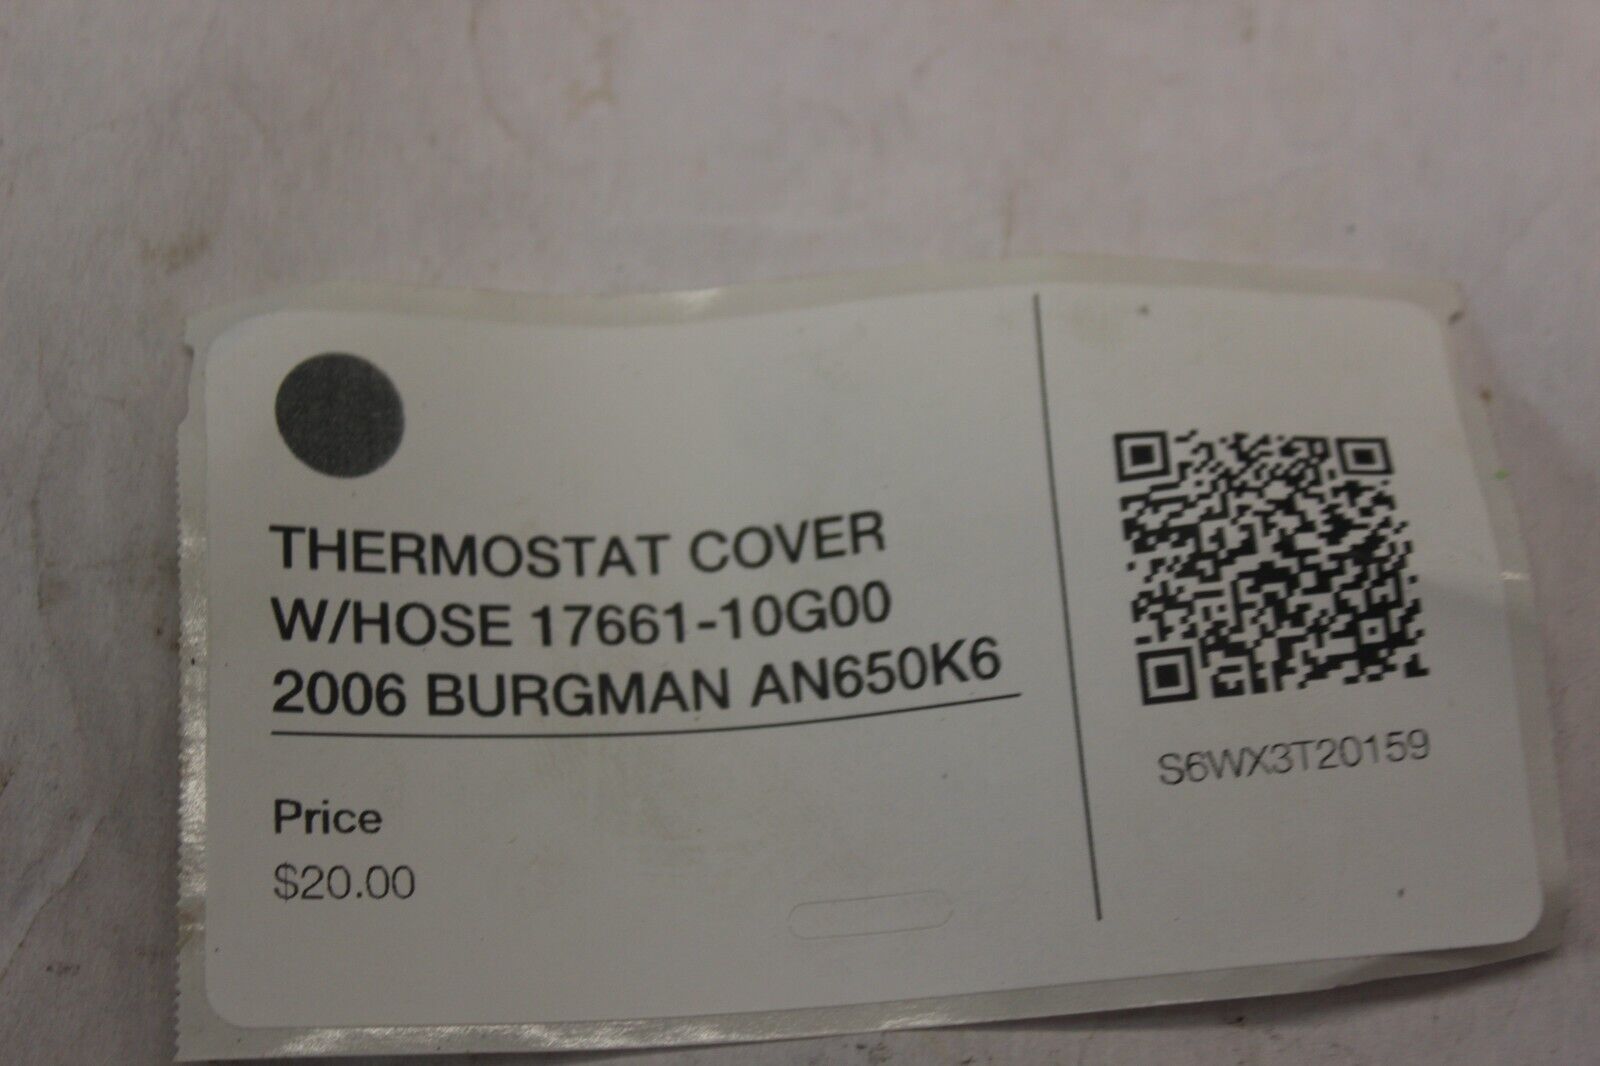 THERMOSTAT COVER
W/HOSE 17661-10G00
2006 BURGMAN AN650K6
Price
$20.00
S6WX3T20159